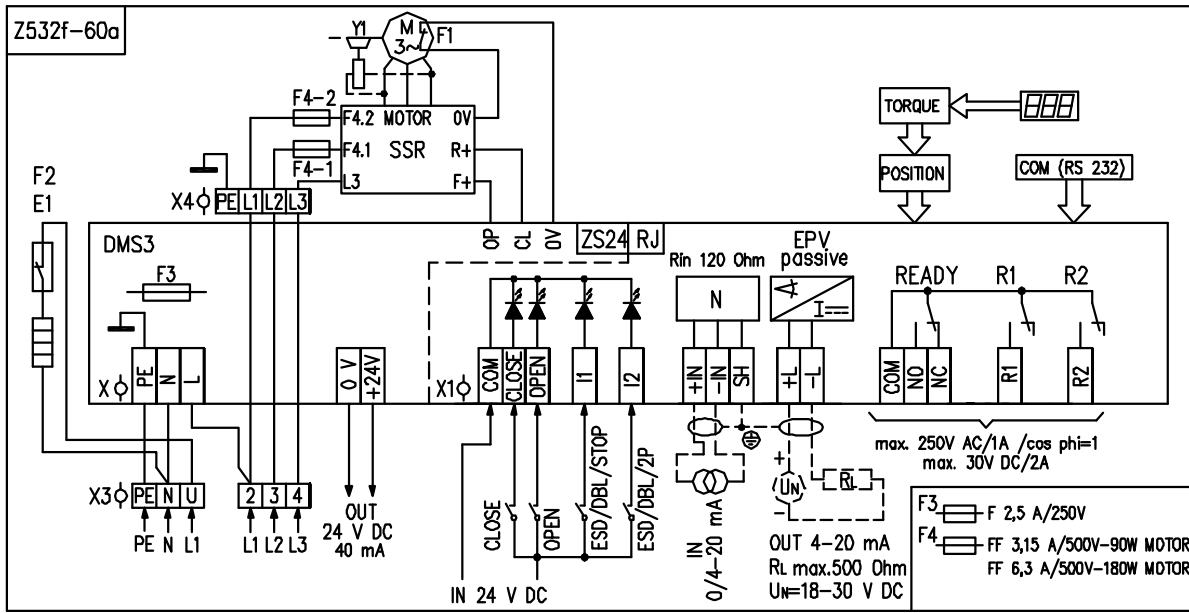 Z532f-60a
Y1
M
3~
F1
F4-2
F4.2 MOTOR 0V
SSR
F4.1
R+
F4-1
L3
F+
TORQUE
POSITION
COM (RS 232)
F2
E1
X4
PE L1 L2 L3
DMS3
F3
OP
CL
0V
ZS24 RJ
Rin 120 Ohm
N
EPV
passive
I
READY
R1
R2
X
PE
N
L
0 V
+24V
X1
COM
CLOSE
OPEN
I1
I2
+IN
-IN
SH
+L
-L
COM
NO
NC
R1
R2
max. 250V AC/1A /cos phi=1
max. 30V DC/2A
X3
PE N U
2 3 4
PE N L1
L1 L2 L3
OUT
24 V DC
40 mA
CLOSE
OPEN
ESD/DBL/STOP
ESD/DBL/2P
IN 24 V DC
IN
0/4-20 mA
+
UN
−
RL
OUT 4-20 mA
RL max.500 Ohm
UN=18-30 V DC
F3 F 2,5 A/250V
F4 FF 3,15 A/500V-90W MOTOR
FF 6,3 A/500V-180W MOTOR